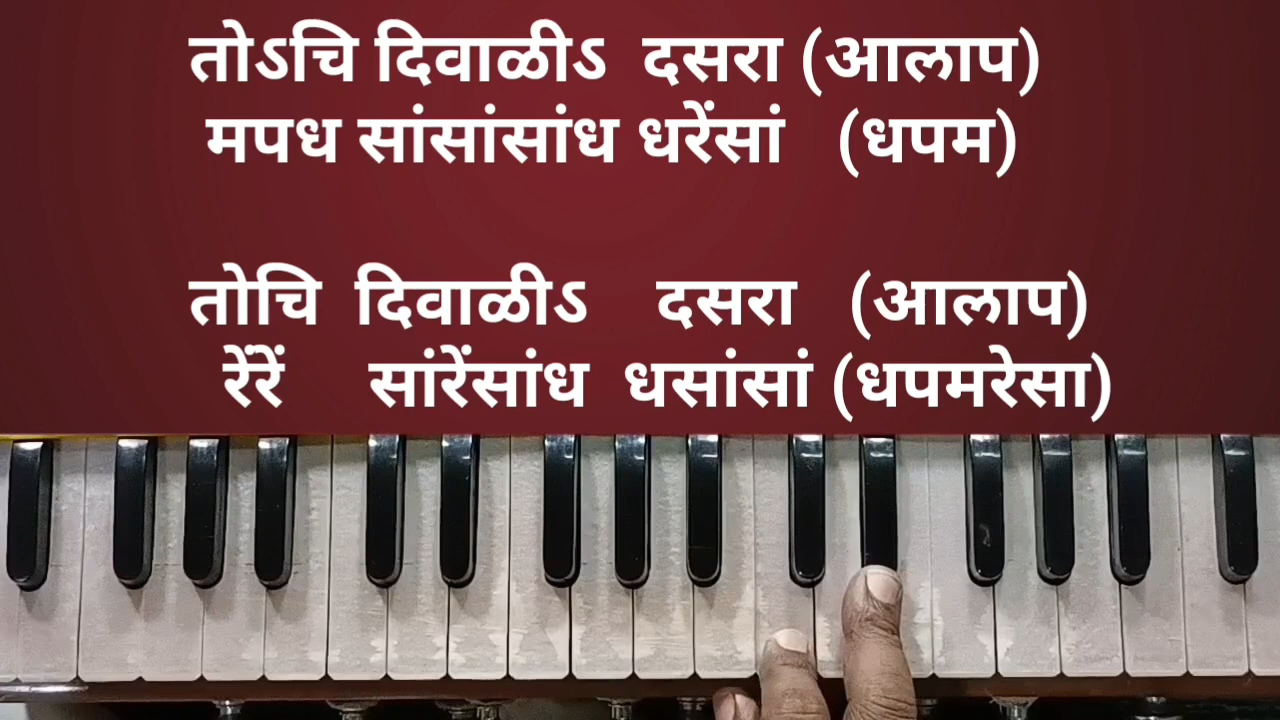 तोऽचि दिवाळीऽ दसरा (आलाप)
मपध सांसांसांध धरेंसां (धपम)
तोचि दिवाळीऽ दसरा (आलाप)
रेंरें सांरेंसांध धसांसां (धपमरेसा)